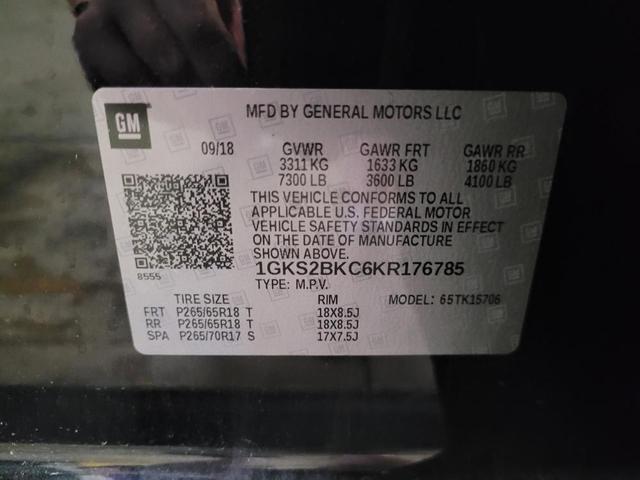 GM
MFD BY GENERAL MOTORS LLC
09/18 GVWR GAWR FRT GAWR RR
3311 KG 1633 KG 1860 KG
7300 LB 3600 LB 4100 LB
THIS VEHICLE CONFORMS TO ALL
APPLICABLE U.S. FEDERAL MOTOR
VEHICLE SAFETY STANDARDS IN EFFECT
ON THE DATE OF MANUFACTURE
SHOWN ABOVE.
8555
1GKS2BKC6KR176785
TYPE: M.P.V. MODEL: 65TK15706
TIRE SIZE RIM
FRT P265/65R18 T 18X8.5J
RR P265/65R18 T 18X8.5J
SPA P265/70R17 S 17X7.5J